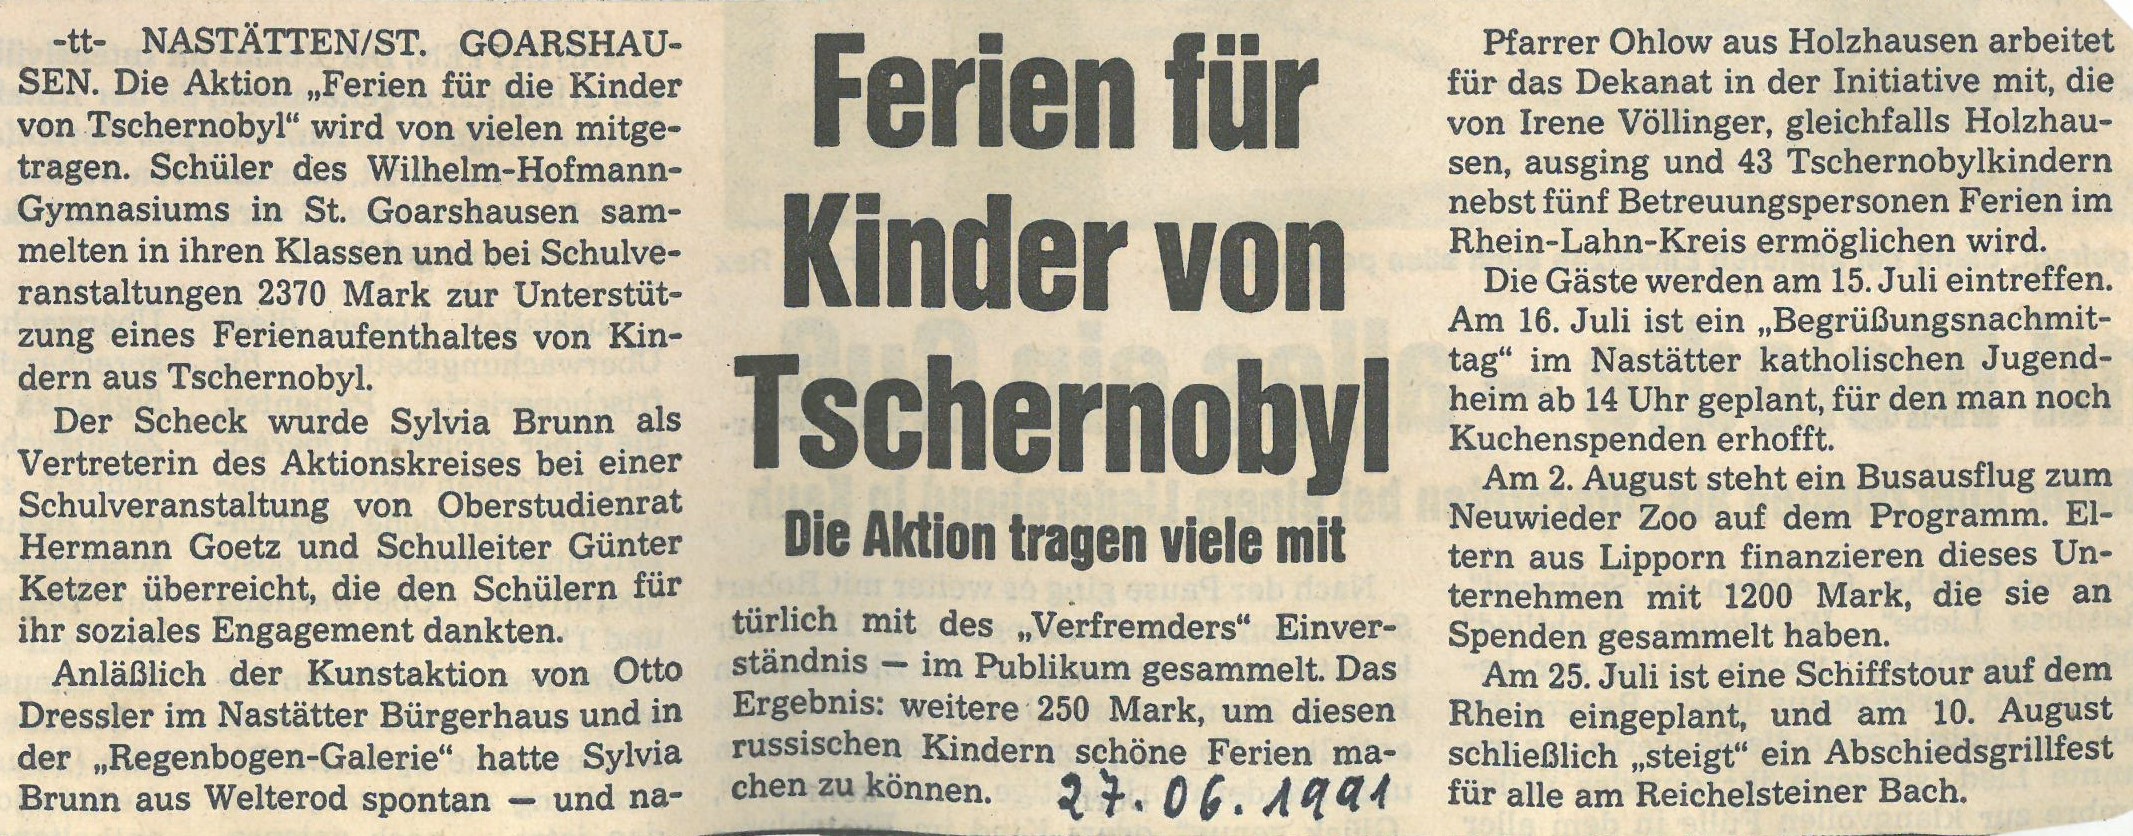 -tt- NASTÄTTEN/ST. GOARSHAU-
SEN. Die Aktion „Ferien für die Kinder
von Tschernobyl“ wird von vielen mitge-
tragen. Schüler des Wilhelm-Hofmann-
Gymnasiums in St. Goarshausen sam-
melten in ihren Klassen und bei Schulve-
ranstaltungen 2370 Mark zur Unterstüt-
zung eines Ferienaufenthaltes von Kin-
dern aus Tschernobyl.
Der Scheck wurde Sylvia Brunn als
Vertreterin des Aktionskreises bei einer
Schulveranstaltung von Oberstudienrat
Hermann Goetz und Schulleiter Günter
Ketzer überreicht, die den Schülern für
ihr soziales Engagement dankten.
Anläßlich der Kunstaktion von Otto
Dressler im Nastätter Bürgerhaus und in
der „Regenbogen-Galerie“ hatte Sylvia
Brunn aus Welterod spontan — und na-
Ferien für
Kinder von
Tschernobyl
Die Aktion tragen viele mit
türlich mit des „Verfremders“ Einver-
ständnis — im Publikum gesammelt. Das
Ergebnis: weitere 250 Mark, um diesen
russischen Kindern schöne Ferien ma-
chen zu können.
27.06.1991
Pfarrer Ohlow aus Holzhausen arbeitet
für das Dekanat in der Initiative mit, die
von Irene Völlinger, gleichfalls Holzhau-
sen, ausging und 43 Tschernobylkindern
nebst fünf Betreuungspersonen Ferien im
Rhein-Lahn-Kreis ermöglichen wird.
Die Gäste werden am 15. Juli eintreffen.
Am 16. Juli ist ein „Begrüßungsnachmit-
tag“ im Nastätter katholischen Jugend-
heim ab 14 Uhr geplant, für den man noch
Kuchenspenden erhofft.
Am 2. August steht ein Busausflug zum
Neuwieder Zoo auf dem Programm. El-
tern aus Lipporn finanzieren dieses Un-
ternehmen mit 1200 Mark, die sie an
Spenden gesammelt haben.
Am 25. Juli ist eine Schiffstour auf dem
Rhein eingeplant, und am 10. August
schließlich „steigt“ ein Abschiedsgrillfest
für alle am Reichelsteiner Bach.